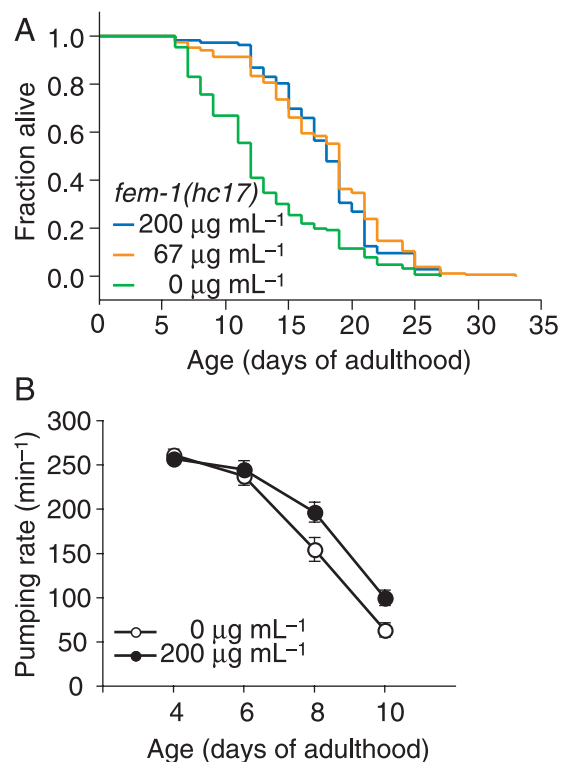 A
Fraction alive
1.0
0.8
0.6
0.4
0.2
0.0
fem-1(hc17)
200 μg mL⁻¹
67 μg mL⁻¹
0 μg mL⁻¹
0 5 10 15 20 25 30 35
Age (days of adulthood)
B
Pumping rate (min⁻¹)
300
250
200
150
100
50
0
0 μg mL⁻¹
200 μg mL⁻¹
4 6 8 10
Age (days of adulthood)